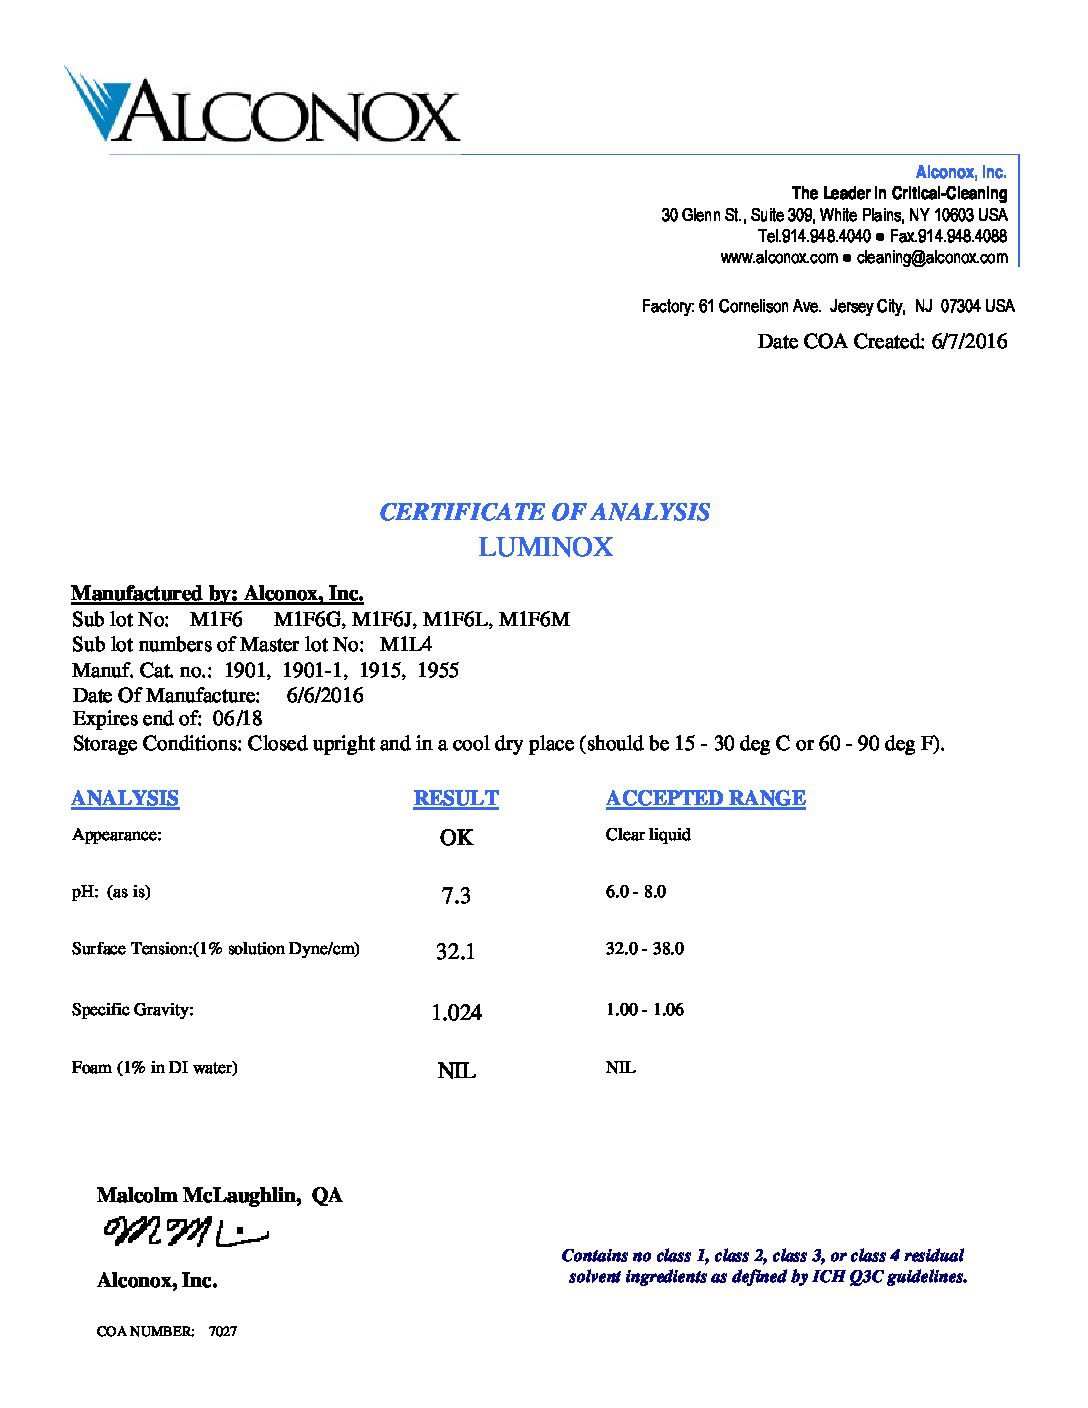 ALCONOX
Alconox, Inc.
The Leader in Critical-Cleaning
30 Glenn St., Suite 309, White Plains, NY 10603 USA
Tel.914.948.4040 ● Fax.914.948.4088
www.alconox.com ● cleaning@alconox.com
Factory: 61 Cornelison Ave. Jersey City, NJ 07304 USA
Date COA Created: 6/7/2016
CERTIFICATE OF ANALYSIS
LUMINOX
Manufactured by: Alconox, Inc.
Sub lot No: M1F6 M1F6G, M1F6J, M1F6L, M1F6M
Sub lot numbers of Master lot No: M1L4
Manuf. Cat. no.: 1901, 1901-1, 1915, 1955
Date Of Manufacture: 6/6/2016
Expires end of: 06/18
Storage Conditions: Closed upright and in a cool dry place (should be 15 - 30 deg C or 60 - 90 deg F).
ANALYSIS RESULT ACCEPTED RANGE
Appearance: OK Clear liquid
pH: (as is) 7.3 6.0 - 8.0
Surface Tension:(1% solution Dyne/cm) 32.1 32.0 - 38.0
Specific Gravity: 1.024 1.00 - 1.06
Foam (1% in DI water) NIL NIL
Malcolm McLaughlin, QA
Alconox, Inc.
Contains no class 1, class 2, class 3, or class 4 residual
solvent ingredients as defined by ICH Q3C guidelines.
COA NUMBER: 7027